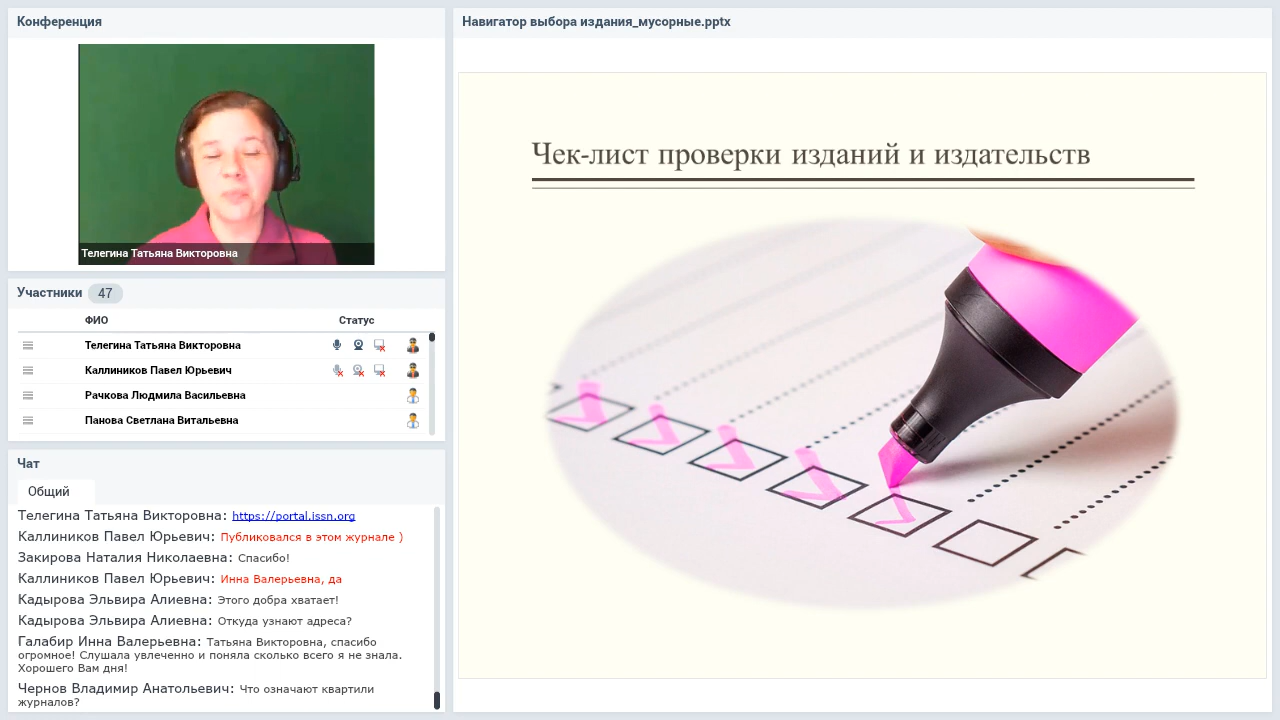 Конференция
Телегина Татьяна Викторовна
Участники 47
ФИО Статус
Телегина Татьяна Викторовна
Каллиников Павел Юрьевич
Рачкова Людмила Васильевна
Панова Светлана Витальевна
Чат
Общий
Телегина Татьяна Викторовна: https://portal.issn.org
Каллиников Павел Юрьевич: Публиковался в этом журнале )
Закирова Наталия Николаевна: Спасибо!
Каллиников Павел Юрьевич: Инна Валерьевна, да
Кадырова Эльвира Алиевна: Этого добра хватает!
Кадырова Эльвира Алиевна: Откуда узнают адреса?
Галабир Инна Валерьевна: Татьяна Викторовна, спасибо
огромное! Слушала увлеченно и поняла сколько всего я не знала.
Хорошего Вам дня!
Чернов Владимир Анатольевич: Что означают квартили
журналов?
Навигатор выбора издания_мусорные.pptx
Чек-лист проверки изданий и издательств